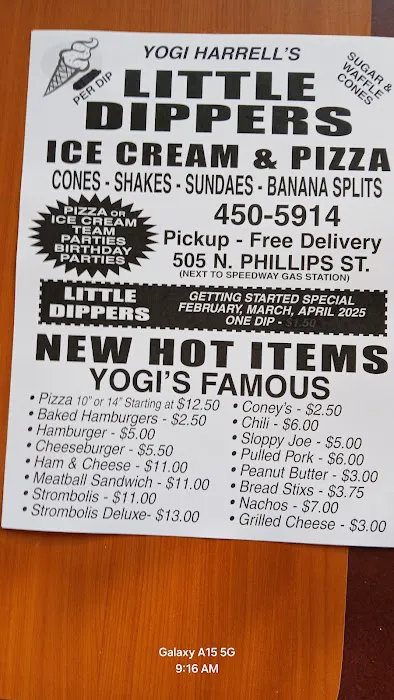 YOGI HARRELL'S
PER DIP
SUGAR &
WAFFLE
CONES
LITTLE
DIPPERS
ICE CREAM & PIZZA
CONES - SHAKES - SUNDAES - BANANA SPLITS
PIZZA or
ICE CREAM
TEAM
PARTIES
BIRTHDAY
PARTIES
450-5914
Pickup - Free Delivery
505 N. PHILLIPS ST.
(NEXT TO SPEEDWAY GAS STATION)
LITTLE
DIPPERS
GETTING STARTED SPECIAL
FEBRUARY, MARCH, APRIL 2025
ONE DIP - $1.50
NEW HOT ITEMS
YOGI'S FAMOUS
• Pizza 10" or 14" Starting at $12.50
• Baked Hamburgers - $2.50
• Hamburger - $5.00
• Cheeseburger - $5.50
• Ham & Cheese - $11.00
• Meatball Sandwich - $11.00
• Strombolis - $11.00
• Strombolis Deluxe- $13.00
• Coney's - $2.50
• Chili - $6.00
• Sloppy Joe - $5.00
• Pulled Pork - $6.00
• Peanut Butter - $3.00
• Bread Stixs - $3.75
• Nachos - $7.00
• Grilled Cheese - $3.00
Galaxy A15 5G
9:16 AM